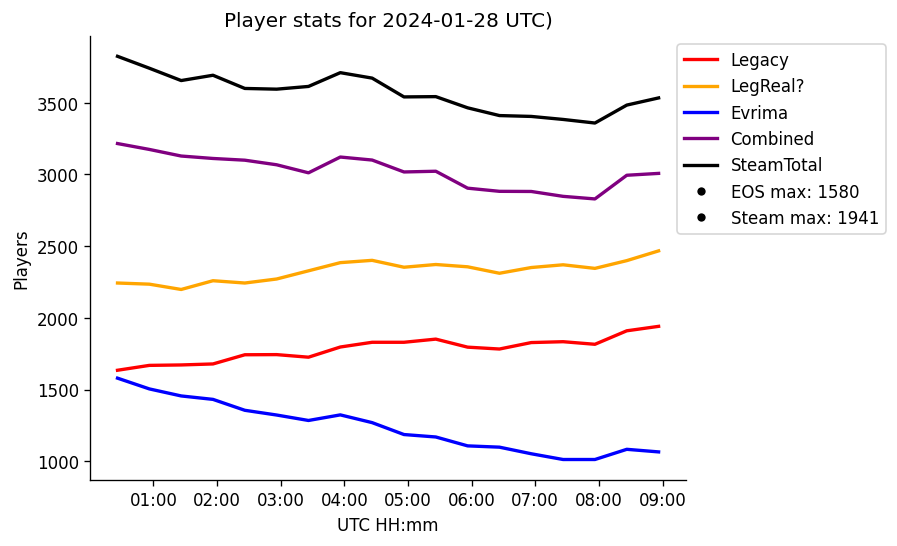 Player stats for 2024-01-28 UTC)
Legacy
LegReal?
Evrima
Combined
SteamTotal
EOS max: 1580
Steam max: 1941
Players
3500
3000
2500
2000
1500
1000
01:00 02:00 03:00 04:00 05:00 06:00 07:00 08:00 09:00
UTC HH:mm